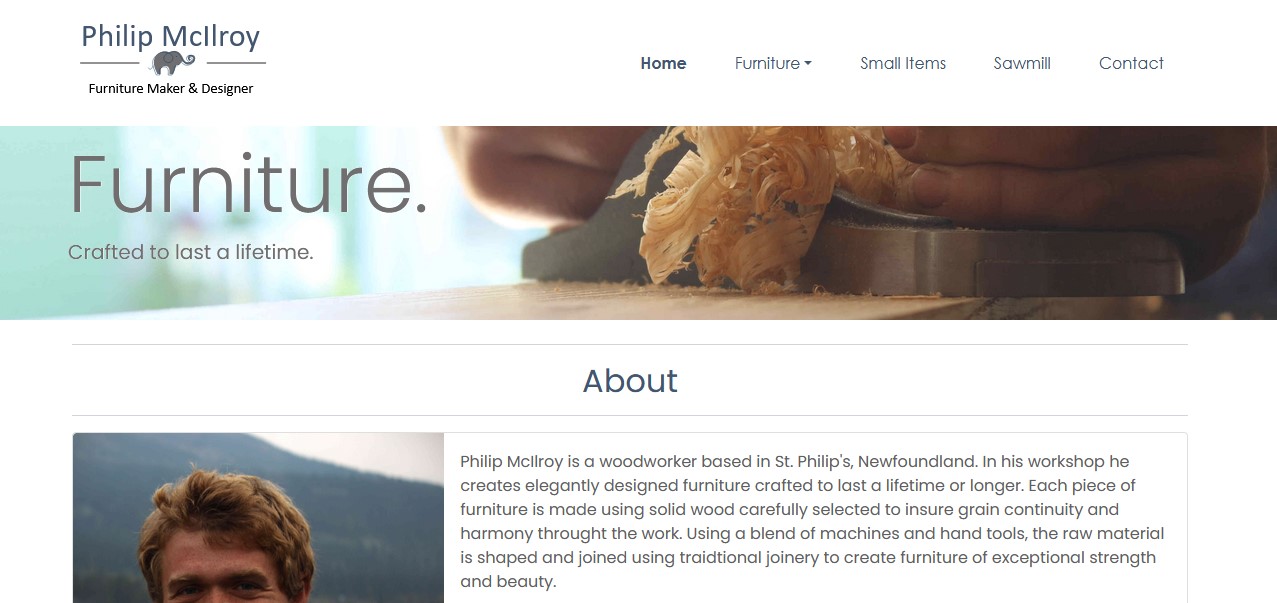 Philip McIlroy
Furniture Maker & Designer
Home Furniture Small Items Sawmill Contact
Furniture.
Crafted to last a lifetime.
About
Philip McIlroy is a woodworker based in St. Philip's, Newfoundland. In his workshop he
creates elegantly designed furniture crafted to last a lifetime or longer. Each piece of
furniture is made using solid wood carefully selected to insure grain continuity and
harmony throught the work. Using a blend of machines and hand tools, the raw material
is shaped and joined using traidtional joinery to create furniture of exceptional strength
and beauty.